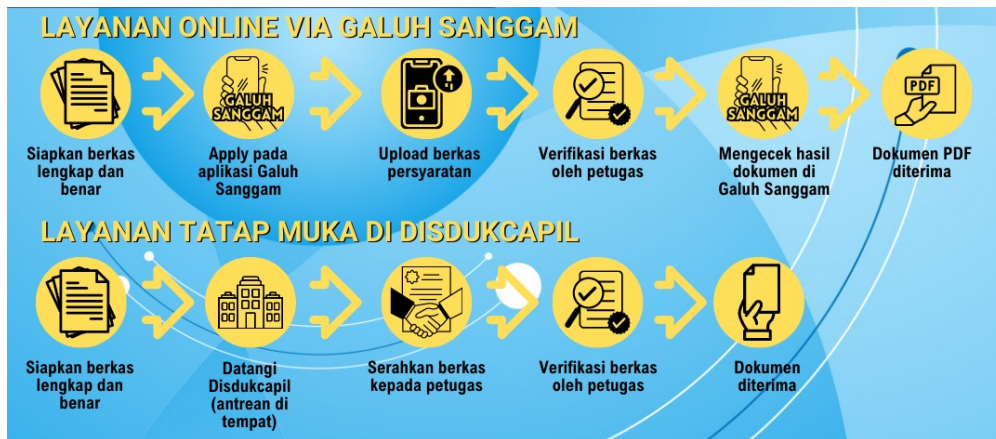 LAYANAN ONLINE VIA GALUH SANGGAM
GALUH
SANGGAM
GALUH
SANGGAM
PDF
Siapkan berkas
lengkap dan
benar
Apply pada
aplikasi Galuh
Sanggam
Upload berkas
persyaratan
Verifikasi berkas
oleh petugas
Mengecek hasil
dokumen di
Galuh Sanggam
Dokumen PDF
diterima
LAYANAN TATAP MUKA DI DISDUKCAPIL
Siapkan berkas
lengkap dan
benar
Datangi
Disdukcapil
(antrean di
tempat)
Serahkan berkas
kepada petugas
Verifikasi berkas
oleh petugas
Dokumen
diterima